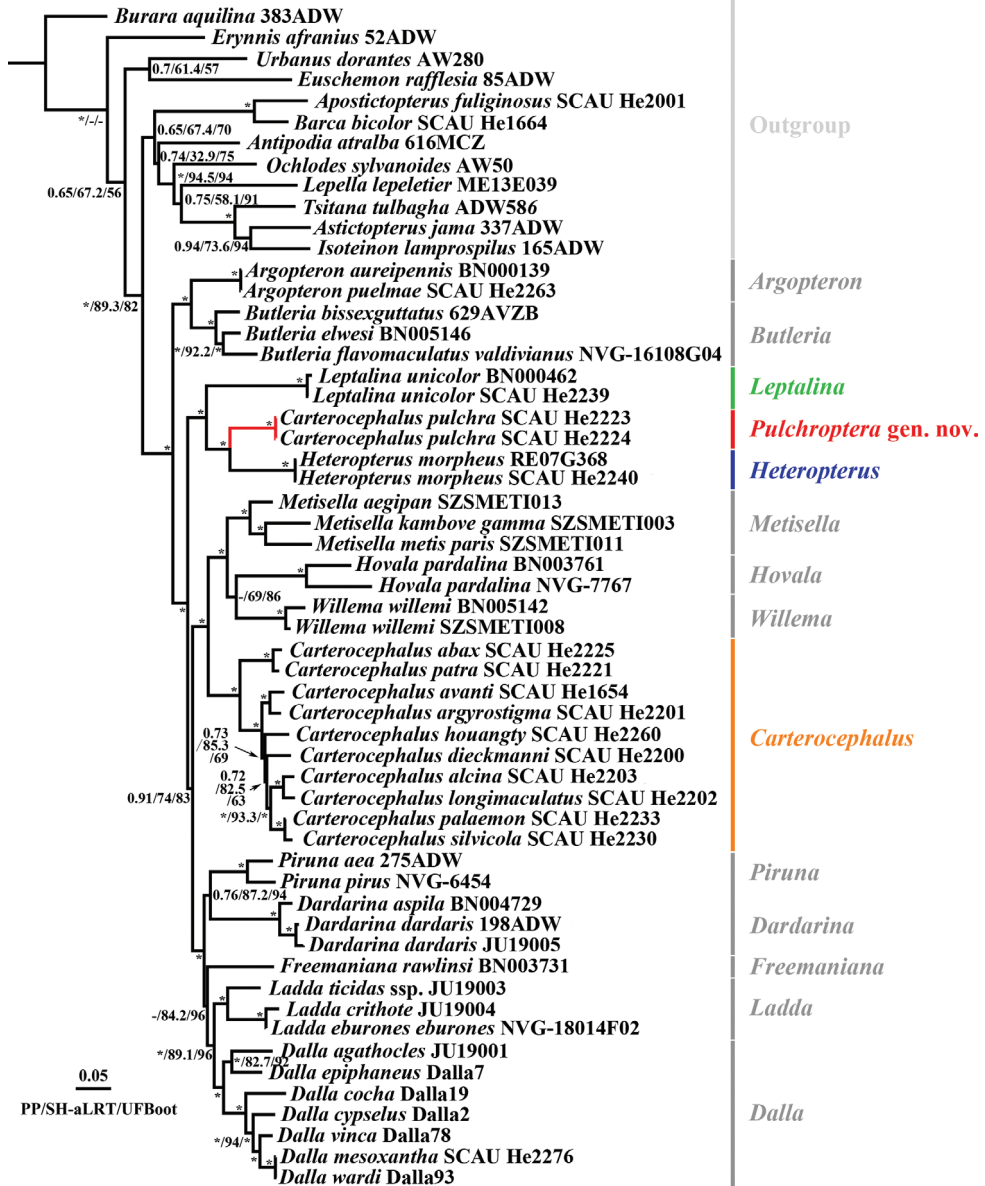 Burara aquilina 383ADW
Erynnis afranius 52ADW
Urbanus dorantes AW280
0.7/61.4/57
Euschemon rafflesia 85ADW
Apostictopterus fuliginosus SCAU He2001
*
*/-/-
Barca bicolor SCAU He1664
Outgroup
0.65/67.4/70
Antipodia atralba 616MCZ
0.74/32.9/75
Ochlodes sylvanoides AW50
*/94.5/94
Lepella lepeletier ME13E039
0.65/67.2/56
0.75/58.1/91
Tsitana tulbagha ADW586
*
Astictopterus jama 337ADW
0.94/73.6/94
Isoteinon lamprospilus 165ADW
Argopteron aureipennis BN000139
*
Argopteron
Argopteron puelmae SCAU He2263
*/89.3/82
*
Butleria bissexguttatus 629AVZB
*
Butleria elwesi BN005146
Butleria
*/92.2/*
Butleria flavomaculatus valdivianus NVG-16108G04
Leptalina unicolor BN000462
*
Leptalina
Leptalina unicolor SCAU He2239
*
Carterocephalus pulchra SCAU He2223
*
Pulchroptera gen. nov.
Carterocephalus pulchra SCAU He2224
*
Heteropterus morpheus RE07G368
*
Heteropterus
Heteropterus morpheus SCAU He2240
Metisella aegipan SZSMETI013
*
Metisella kambove gamma SZSMETI003
*
Metisella
Metisella metis paris SZSMETI011
*
Hovala pardalina BN003761
*
-/69/86
Hovala
Hovala pardalina NVG-7767
Willema willemi BN005142
*
Willema
Willema willemi SZSMETI008
*
*
Carterocephalus abax SCAU He2225
*
Carterocephalus patra SCAU He2221
*
Carterocephalus avanti SCAU He1654
*
Carterocephalus argyrostigma SCAU He2201
0.73
/85.3
/69
Carterocephalus houangty SCAU He2260
Carterocephalus
Carterocephalus dieckmanni SCAU He2200
0.72
/82.5
/63
Carterocephalus alcina SCAU He2203
*
Carterocephalus longimaculatus SCAU He2202
0.91/74/83
*/93.3/*
Carterocephalus palaemon SCAU He2233
*
Carterocephalus silvicola SCAU He2230
Piruna aea 275ADW
*
Piruna
Piruna pirus NVG-6454
0.76/87.2/94
Dardarina aspila BN004729
*
Dardarina dardaris 198ADW
*
Dardarina
Dardarina dardaris JU19005
*
Freemaniana rawlinsi BN003731
Freemaniana
Ladda ticidas ssp. JU19003
*
Ladda crithote JU19004
*
Ladda
-/84.2/96
Ladda eburones eburones NVG-18014F02
*/89.1/96
Dalla agathocles JU19001
*/82.7/92
Dalla epiphaneus Dalla7
0.05
*
Dalla cocha Dalla19
*
PP/SH-aLRT/UFBoot
Dalla cypselus Dalla2
Dalla
*/94/*
Dalla vinca Dalla78
Dalla mesoxantha SCAU He2276
*
*
Dalla wardi Dalla93